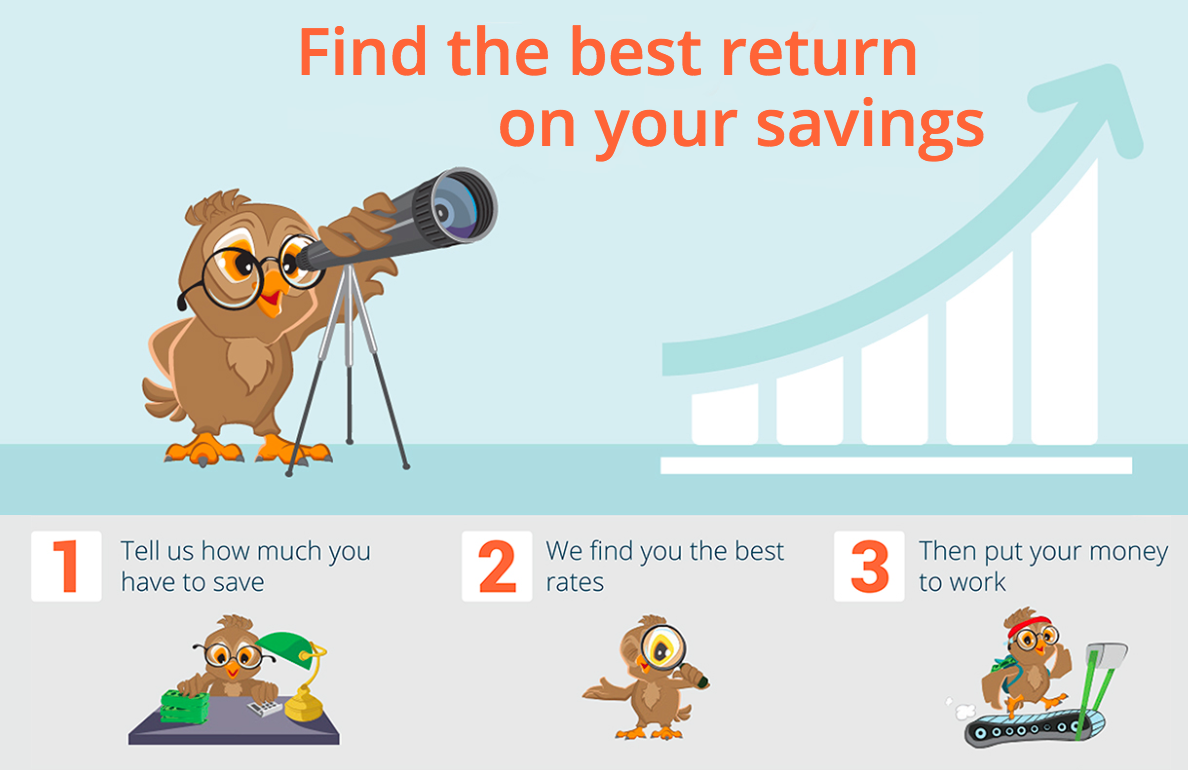 Find the best return
on your savings
1
Tell us how much you
have to save
2
We find you the best
rates
3
Then put your money
to work